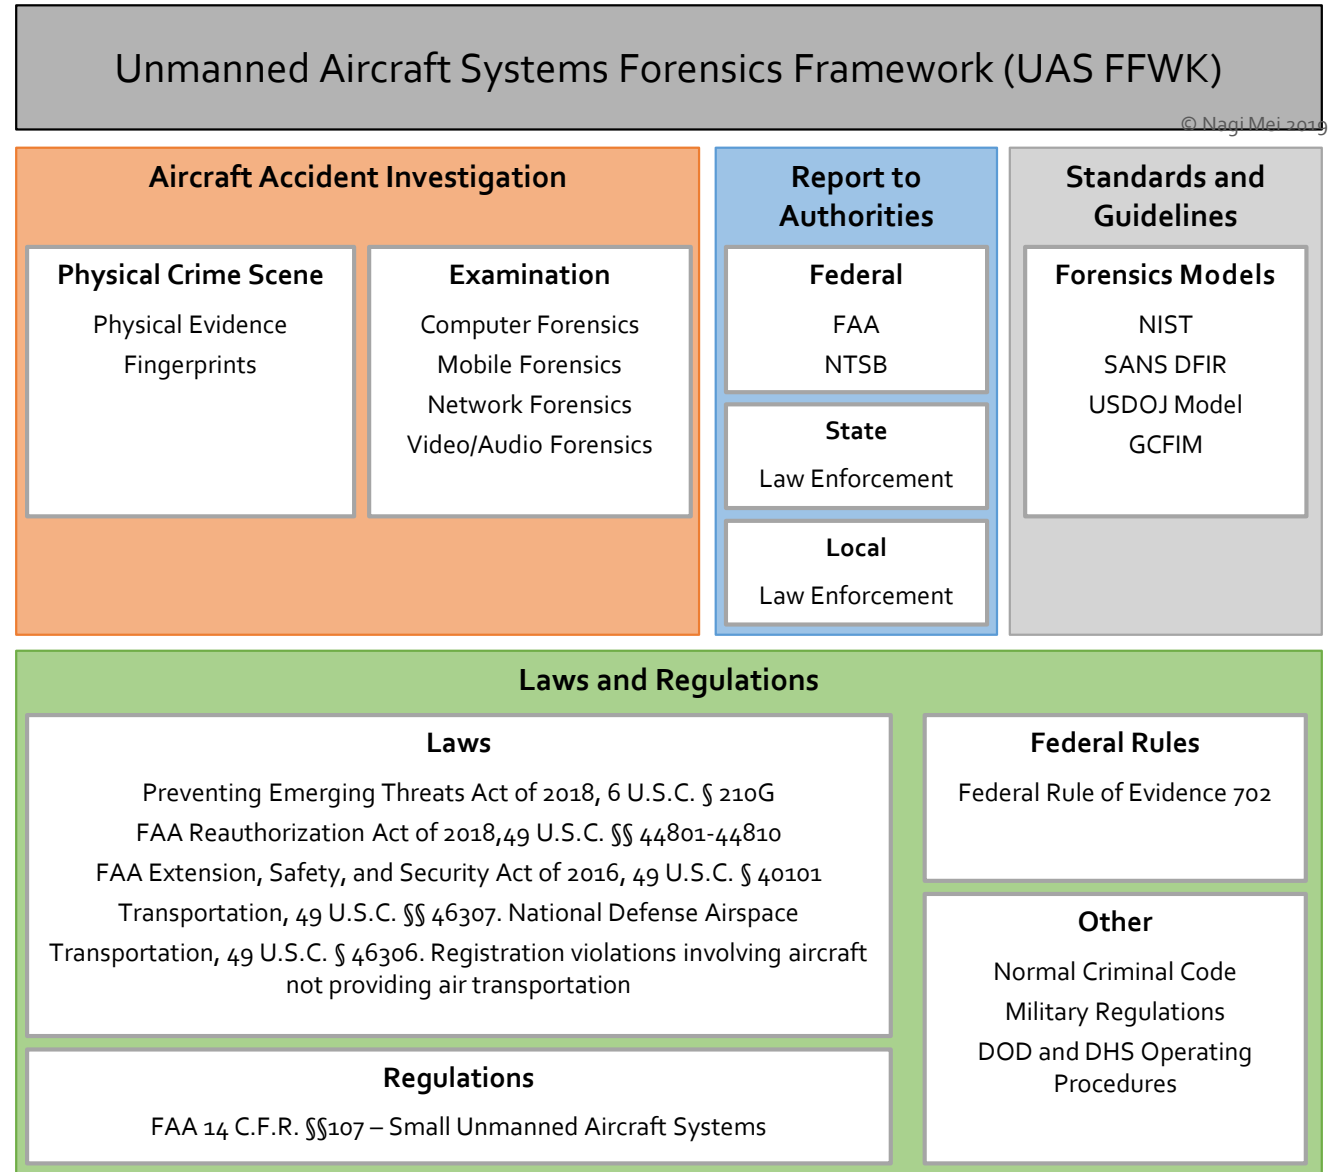 Unmanned Aircraft Systems Forensics Framework (UAS FFWK)
© Nagi Mei 2019
Aircraft Accident Investigation
Physical Crime Scene
Physical Evidence
Fingerprints
Examination
Computer Forensics
Mobile Forensics
Network Forensics
Video/Audio Forensics
Report to
Authorities
Federal
FAA
NTSB
State
Law Enforcement
Local
Law Enforcement
Standards and
Guidelines
Forensics Models
NIST
SANS DFIR
USDOJ Model
GCFIM
Laws and Regulations
Laws
Preventing Emerging Threats Act of 2018, 6 U.S.C. § 210G
FAA Reauthorization Act of 2018,49 U.S.C. §§ 44801-44810
FAA Extension, Safety, and Security Act of 2016, 49 U.S.C. § 40101
Transportation, 49 U.S.C. §§ 46307. National Defense Airspace
Transportation, 49 U.S.C. § 46306. Registration violations involving aircraft
not providing air transportation
Regulations
FAA 14 C.F.R. §§107 – Small Unmanned Aircraft Systems
Federal Rules
Federal Rule of Evidence 702
Other
Normal Criminal Code
Military Regulations
DOD and DHS Operating
Procedures